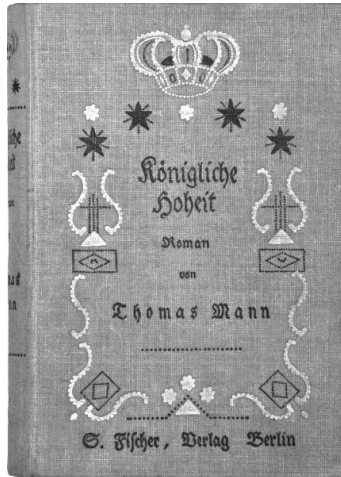 Königliche
Hoheit
Roman
von
Thomas Mann
S. Fischer, Verlag Berlin